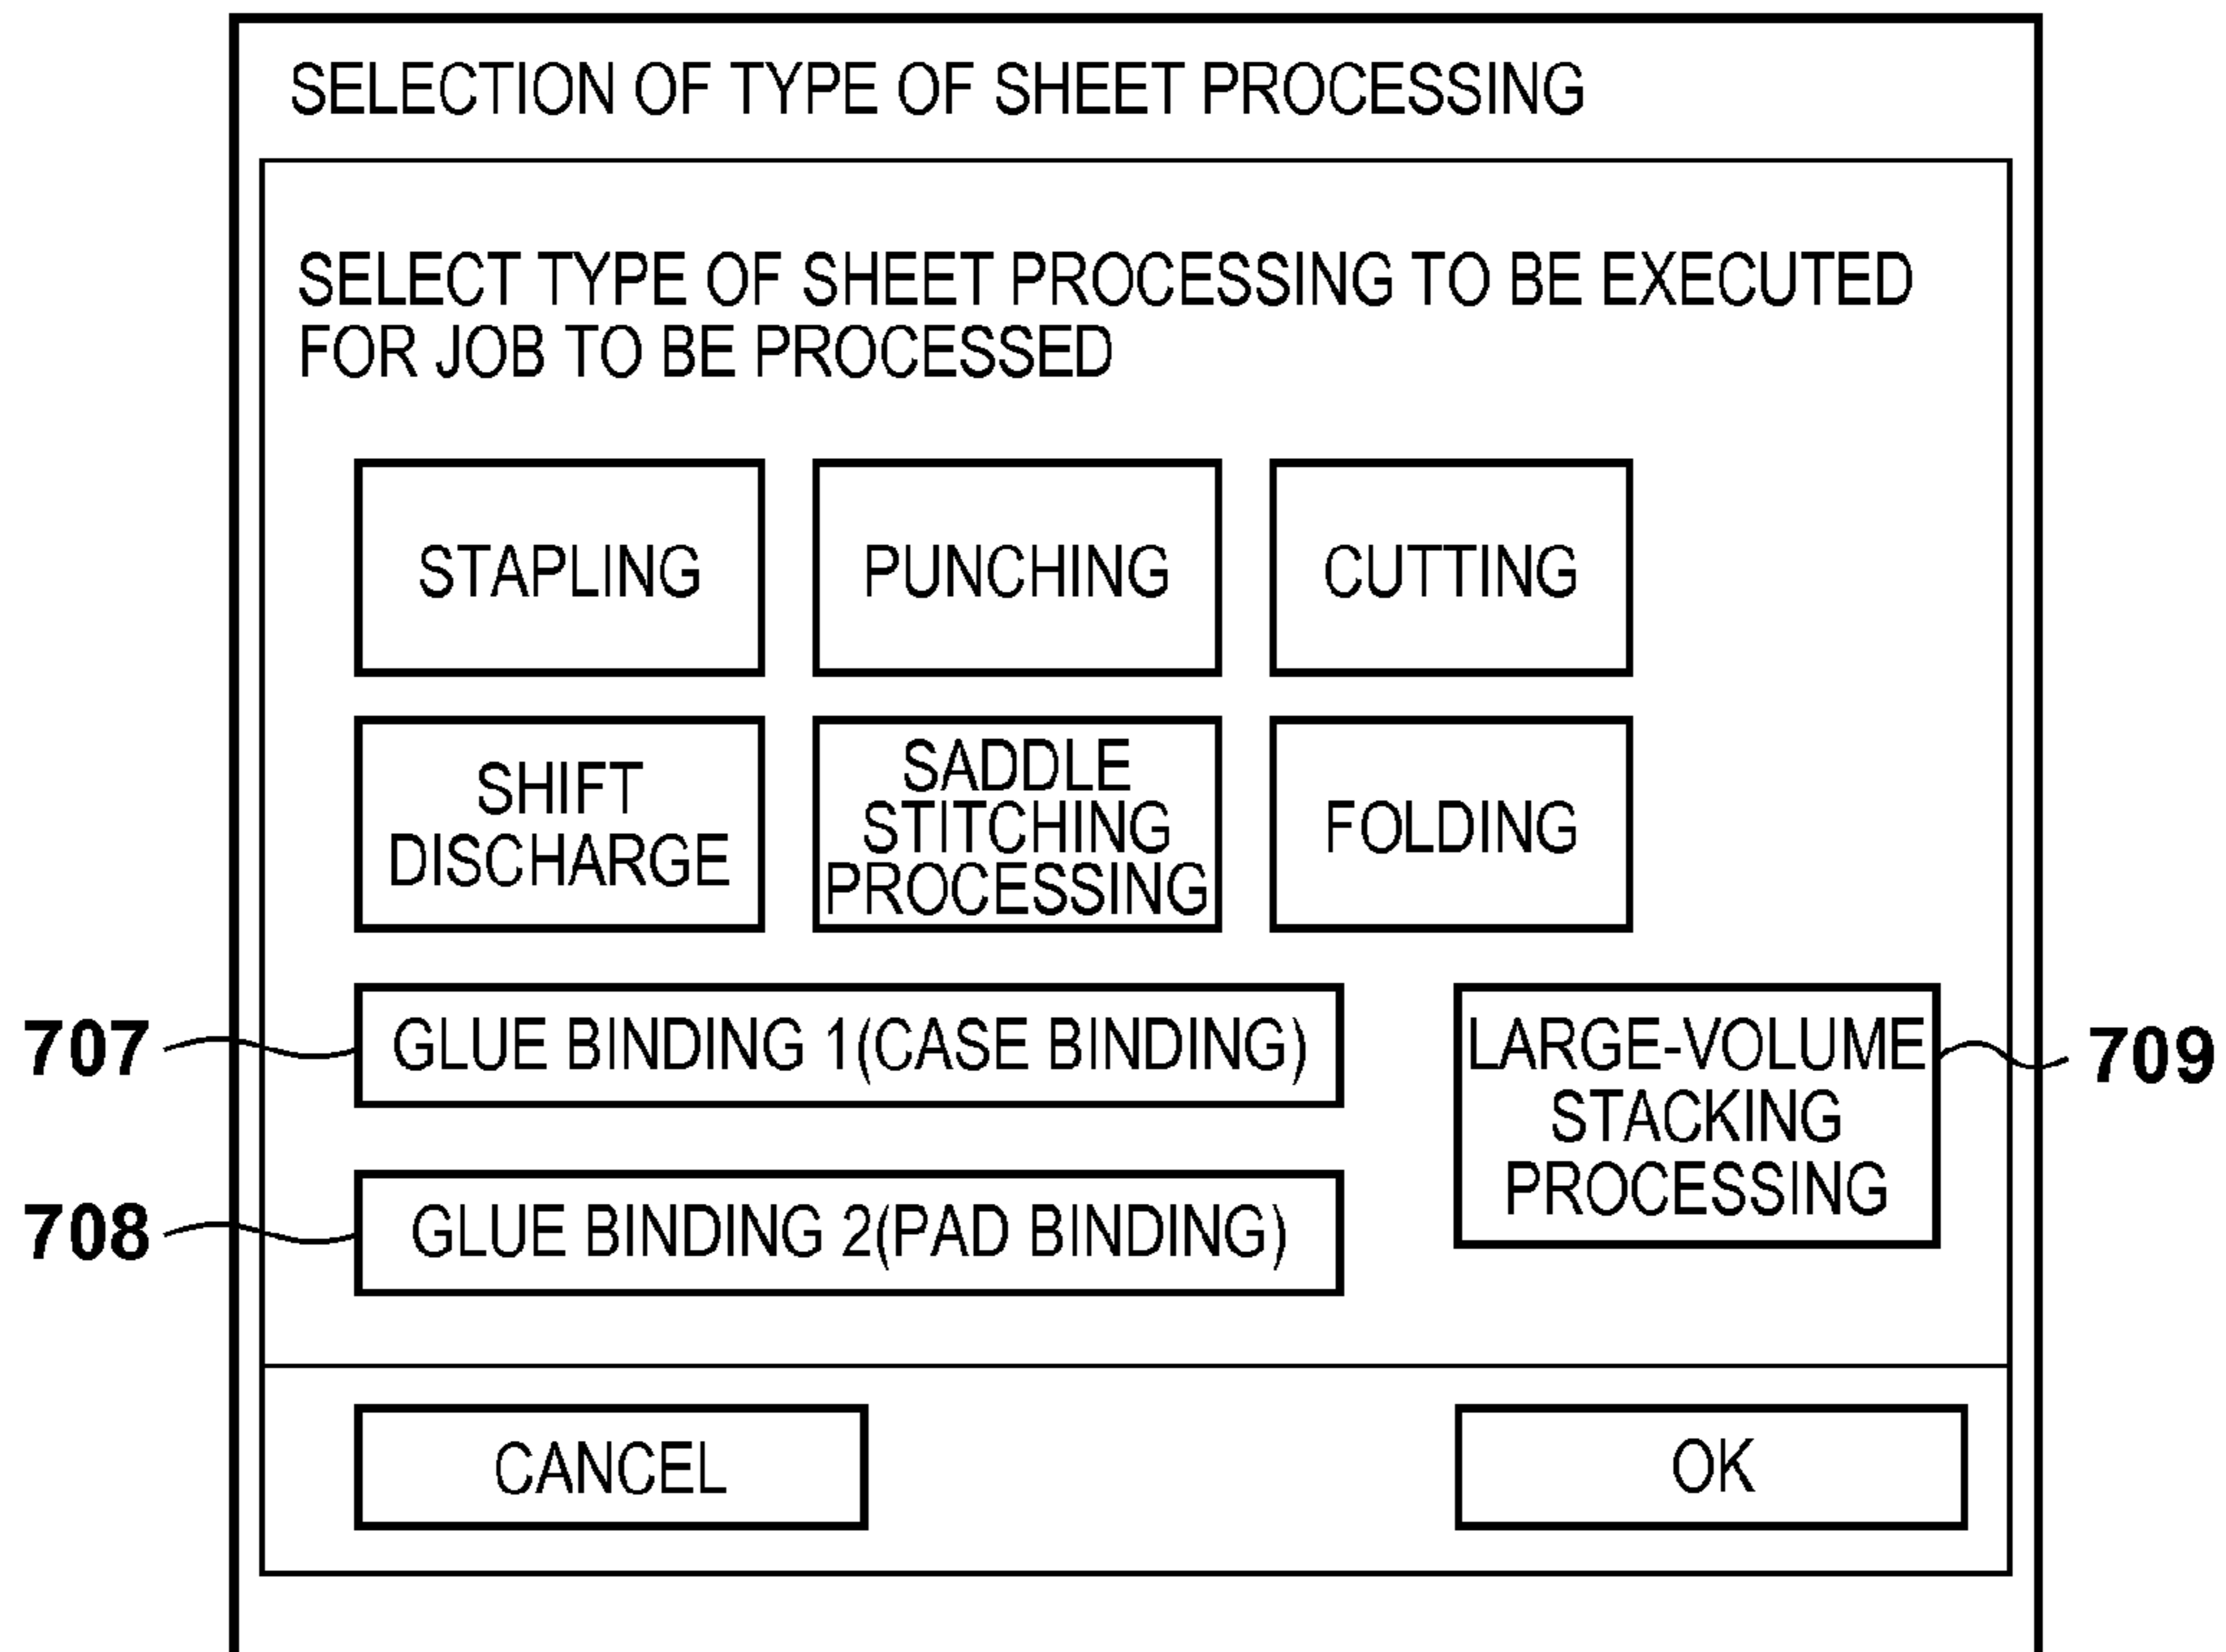 SELECTION OF TYPE OF SHEET PROCESSING
SELECT TYPE OF SHEET PROCESSING TO BE EXECUTED
FOR JOB TO BE PROCESSED
STAPLING
PUNCHING
CUTTING
SHIFT
DISCHARGE
SADDLE
STITCHING
PROCESSING
FOLDING
707
GLUE BINDING 1(CASE BINDING)
LARGE-VOLUME
STACKING
PROCESSING
709
708
GLUE BINDING 2(PAD BINDING)
CANCEL
OK